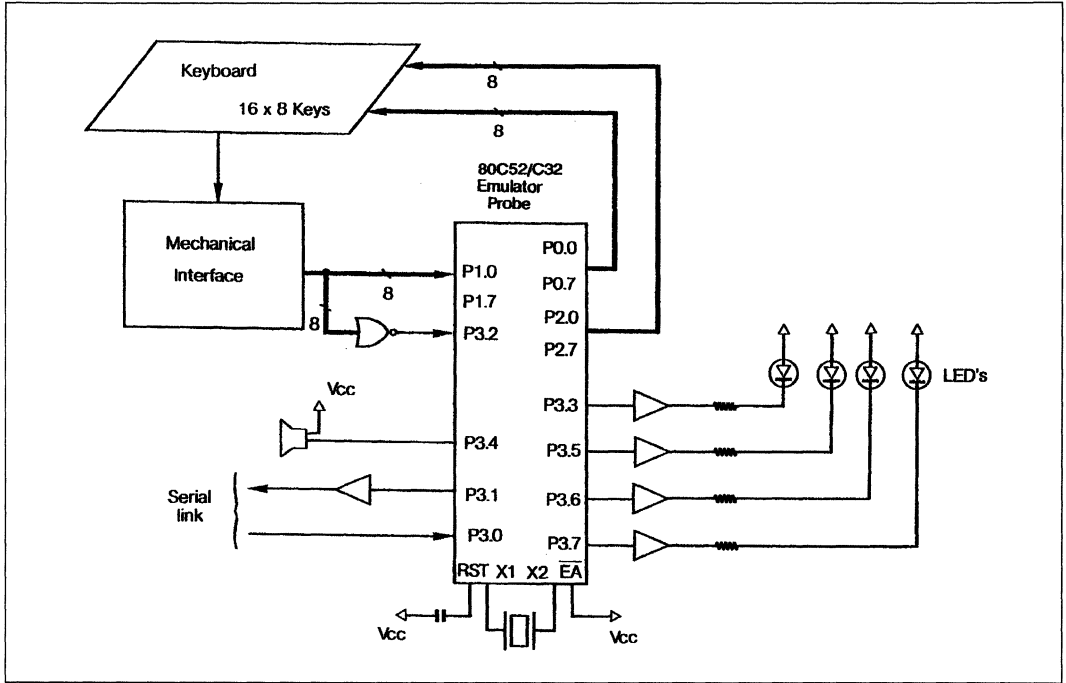 Keyboard
16 x 8 Keys
8
8
80C52/C32
Emulator
Probe
Mechanical
Interface
8
8
P1.0
P1.7
P3.2
P0.0
P0.7
P2.0
P2.7
LED's
Vcc
P3.3
P3.4
P3.5
Serial
link
P3.1
P3.6
P3.0
P3.7
RST X1 X2 EA
Vcc
Vcc